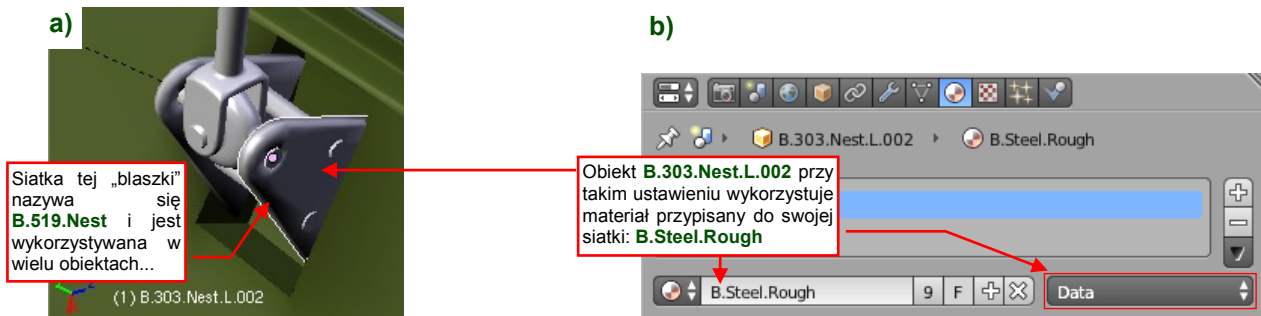 a)
Siatka tej „blaszki”
nazywa się
B.519.Nest i jest
wykorzystywana w
wielu obiektach...
(1) B.303.Nest.L.002
b)
B.303.Nest.L.002 B.Steel.Rough
Obiekt B.303.Nest.L.002 przy
takim ustawieniu wykorzystuje
materiał przypisany do swojej
siatki: B.Steel.Rough
B.Steel.Rough 9 F Data